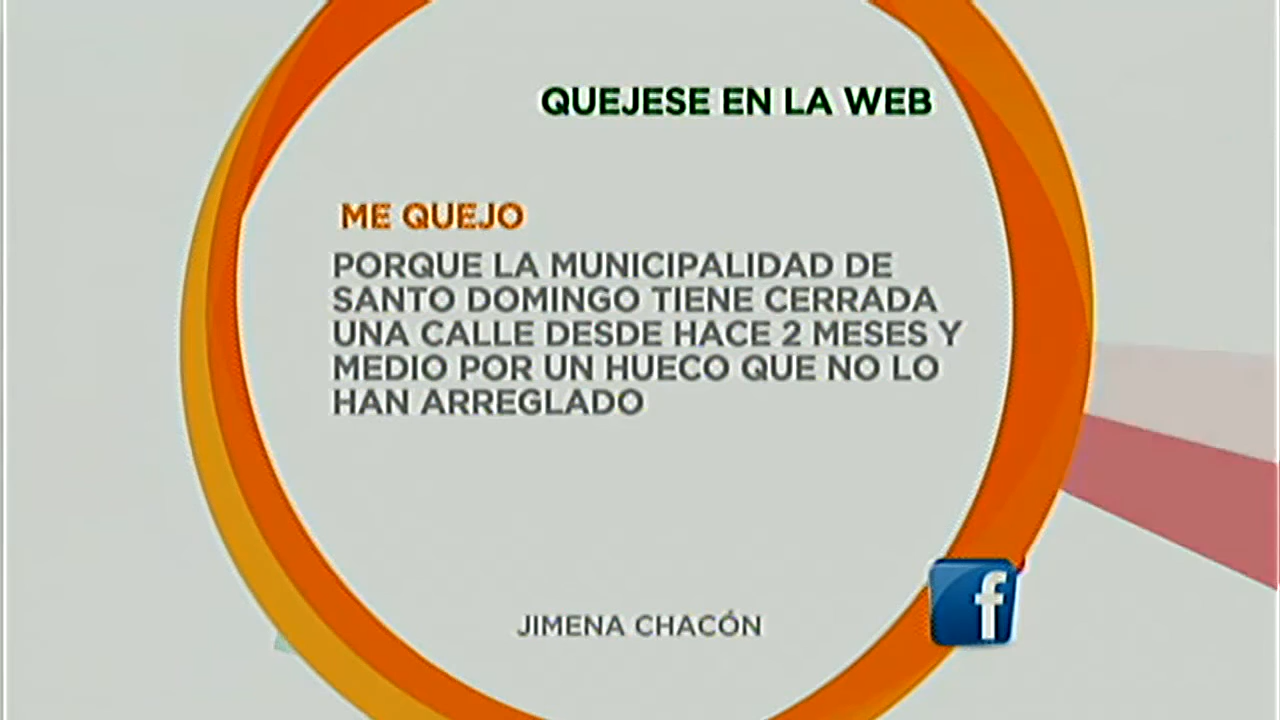 QUEJESE EN LA WEB
ME QUEJO
PORQUE LA MUNICIPALIDAD DE
SANTO DOMINGO TIENE CERRADA
UNA CALLE DESDE HACE 2 MESES Y
MEDIO POR UN HUECO QUE NO LO
HAN ARREGLADO
JIMENA CHACÓN
f